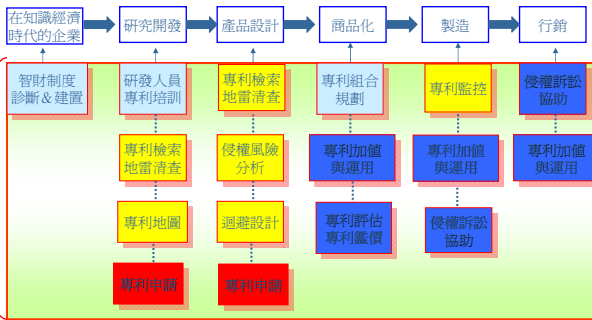 在知識經濟
時代的企業
研究開發
產品設計
商品化
製造
行銷
智財制度
診斷＆建置
研發人員
專利培訓
專利檢索
地雷清查
專利組合
規劃
專利監控
侵權訴訟
協助
專利檢索
地雷清查
侵權風險
分析
專利加值
與運用
專利加值
與運用
專利加值
與運用
專利地圖
迴避設計
專利評估
專利鑑價
侵權訴訟
協助
專利申請
專利申請